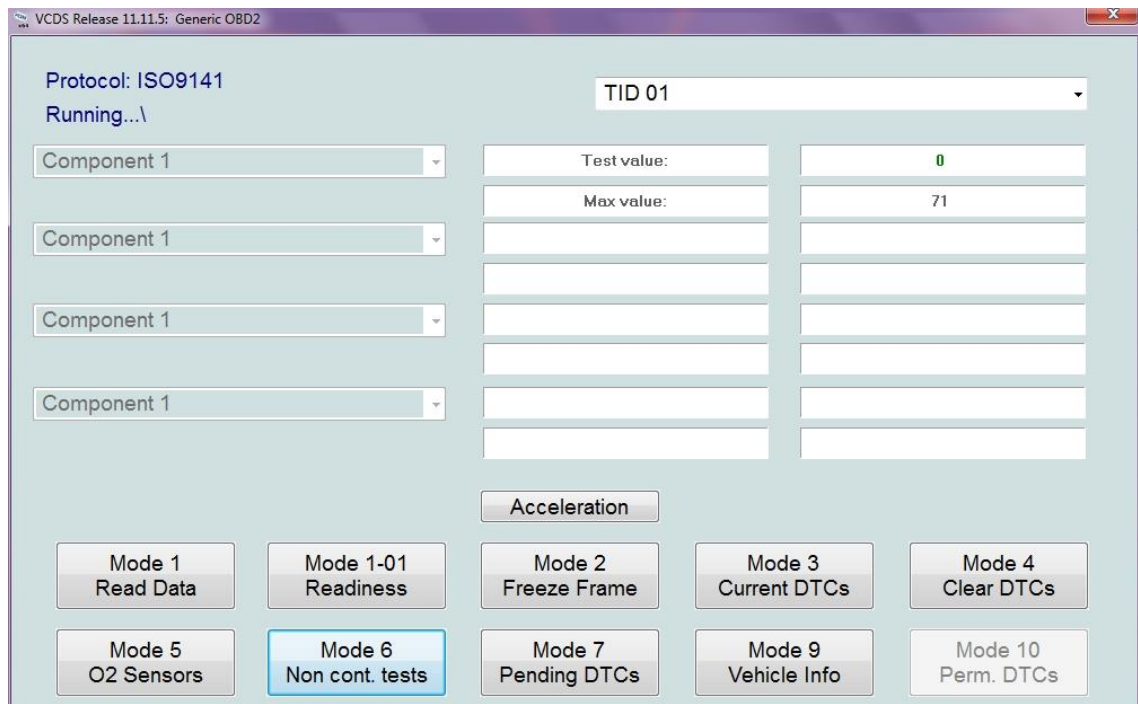 VCDS Release 11.11.5: Generic OBD2
X
Protocol: ISO9141
Running...\
TID 01
Component 1
Test value:
0
Max value:
71
Component 1
Component 1
Component 1
Acceleration
Mode 1
Read Data
Mode 1-01
Readiness
Mode 2
Freeze Frame
Mode 3
Current DTCs
Mode 4
Clear DTCs
Mode 5
O2 Sensors
Mode 6
Non cont. tests
Mode 7
Pending DTCs
Mode 9
Vehicle Info
Mode 10
Perm. DTCs